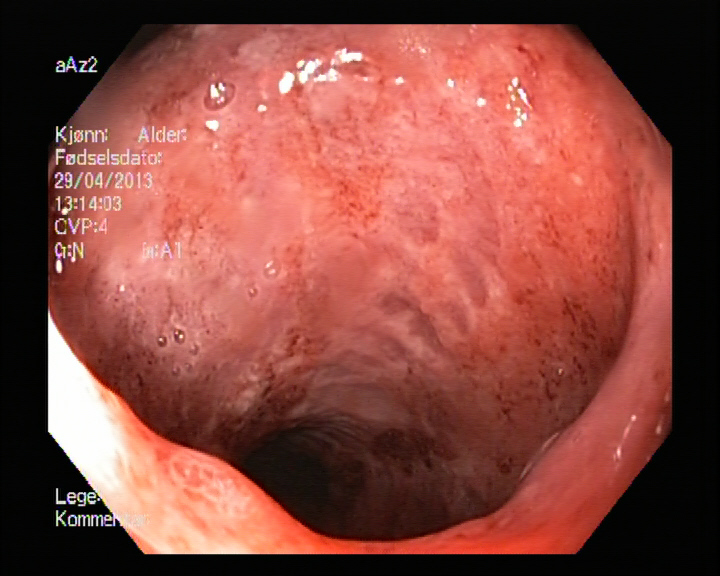 aAz2
Kjønn: Alder:
Fødselsdato:
29/04/2013
13:14:03
CVP:4
G:N
Lege: